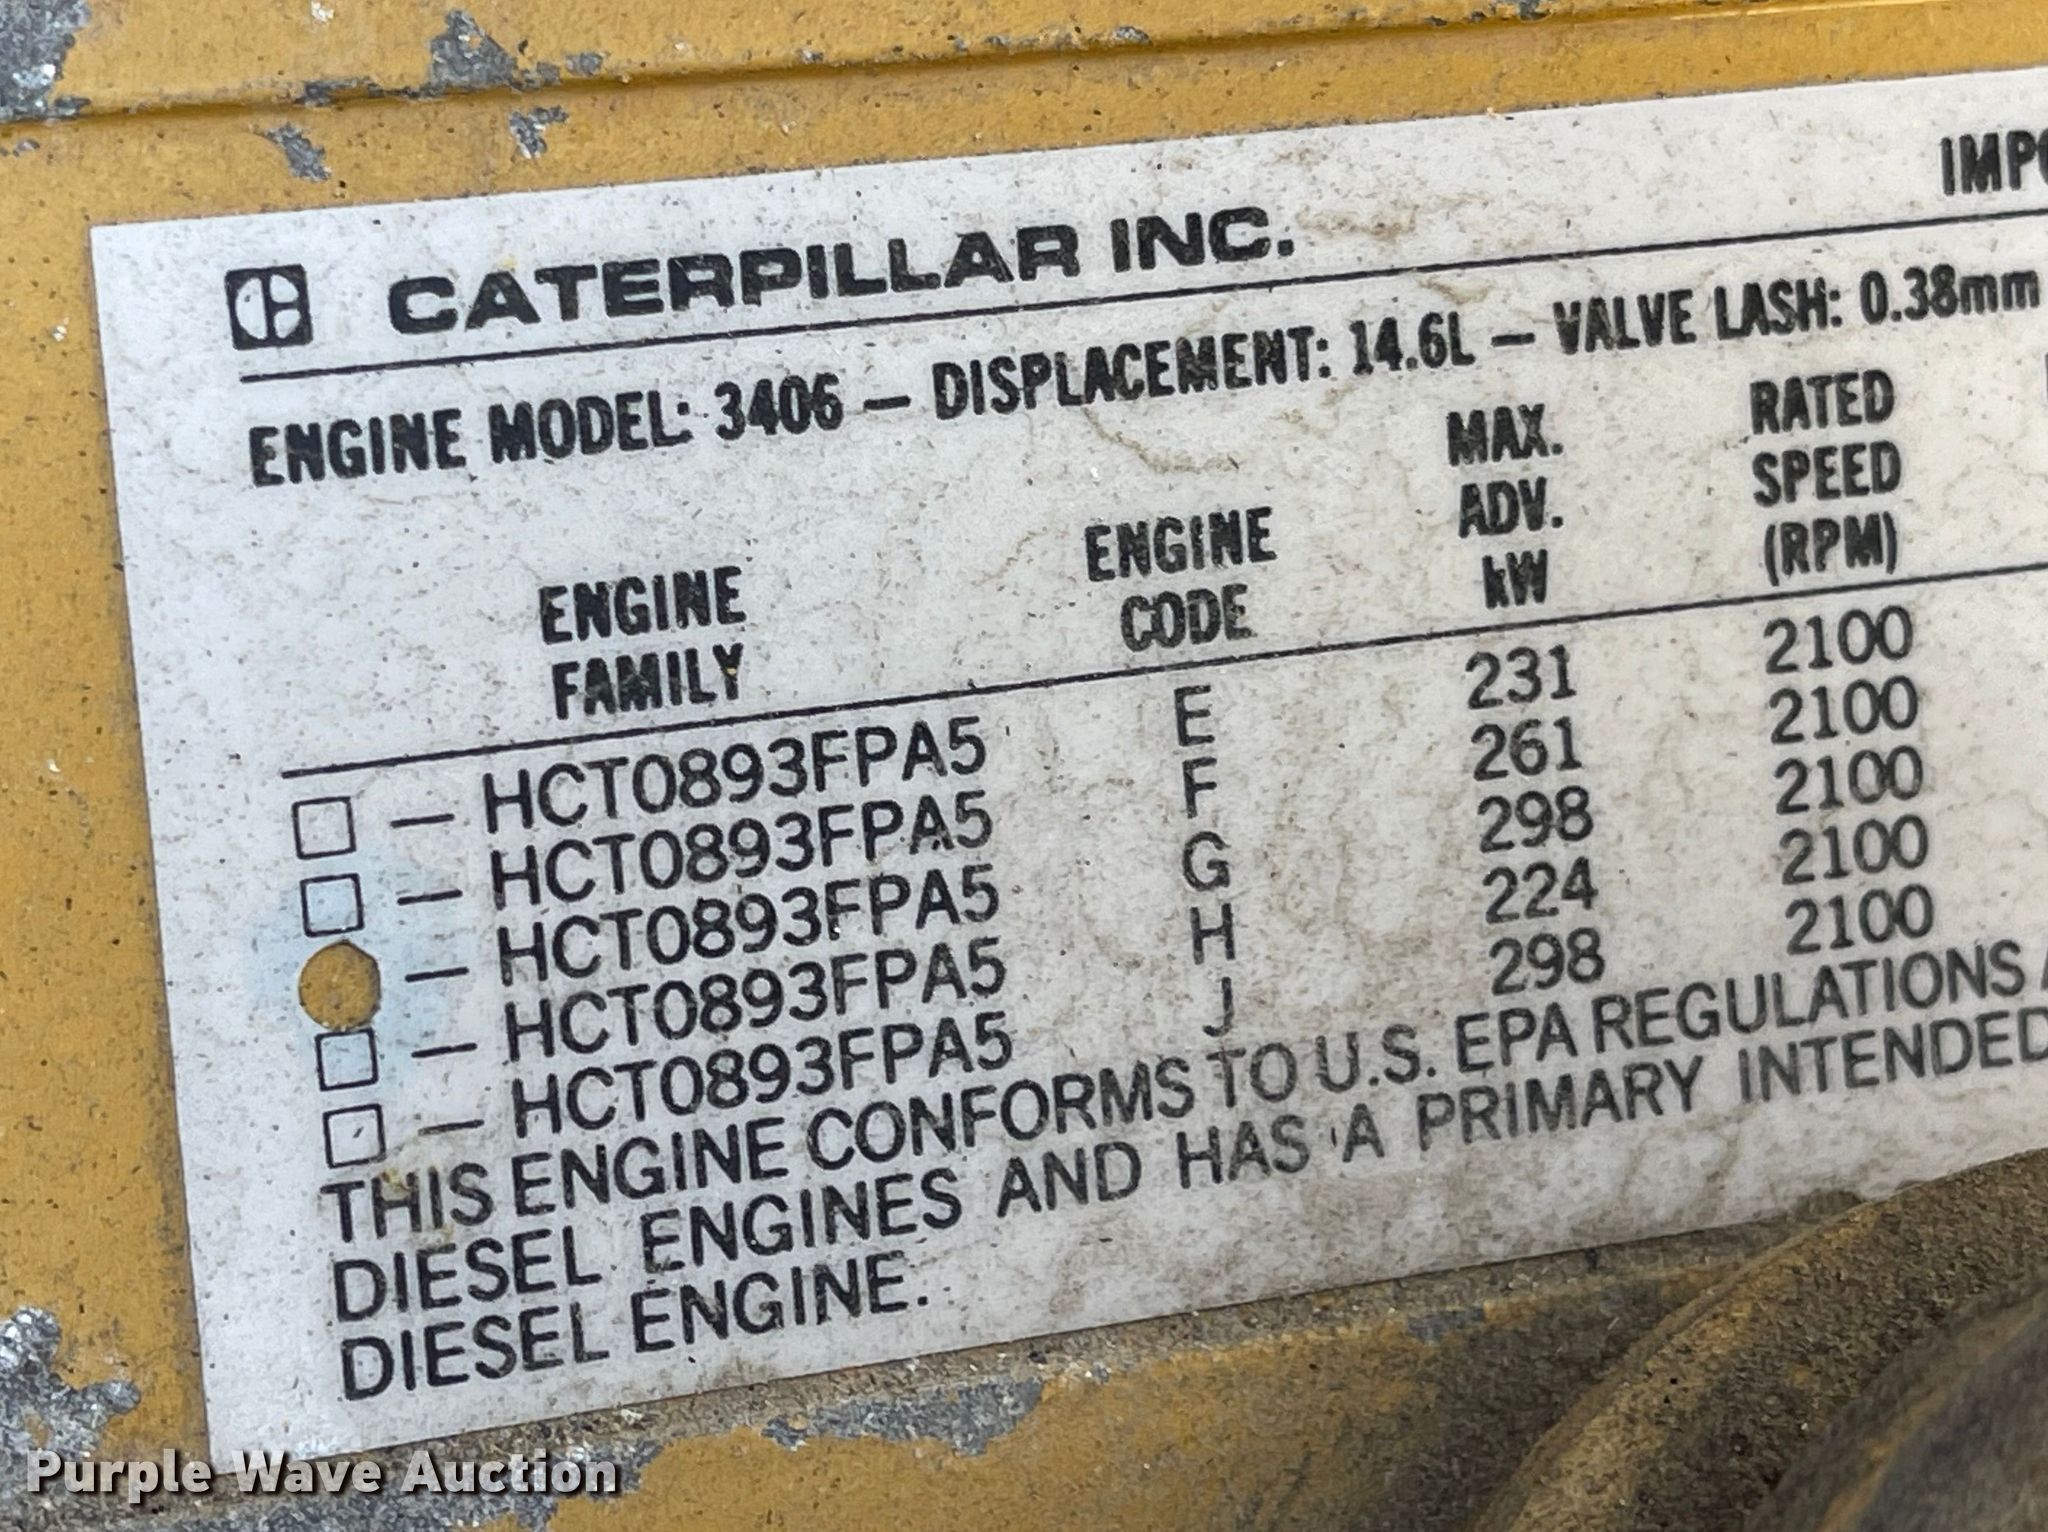 CATERPILLAR INC.
ENGINE MODEL: 3406 – DISPLACEMENT: 14.6L – VALVE LASH: 0.38mm
ENGINE FAMILY ENGINE CODE MAX. ADV. kW RATED SPEED (RPM)
– HCT0893FPA5 E 231 2100
– HCT0893FPA5 F 261 2100
– HCT0893FPA5 G 298 2100
– HCT0893FPA5 H 224 2100
– HCT0893FPA5 J 298 2100
THIS ENGINE CONFORMS TO U.S. EPA REGULATIONS
DIESEL ENGINES AND HAS A PRIMARY INTENDED
DIESEL ENGINE.
Purple Wave Auction